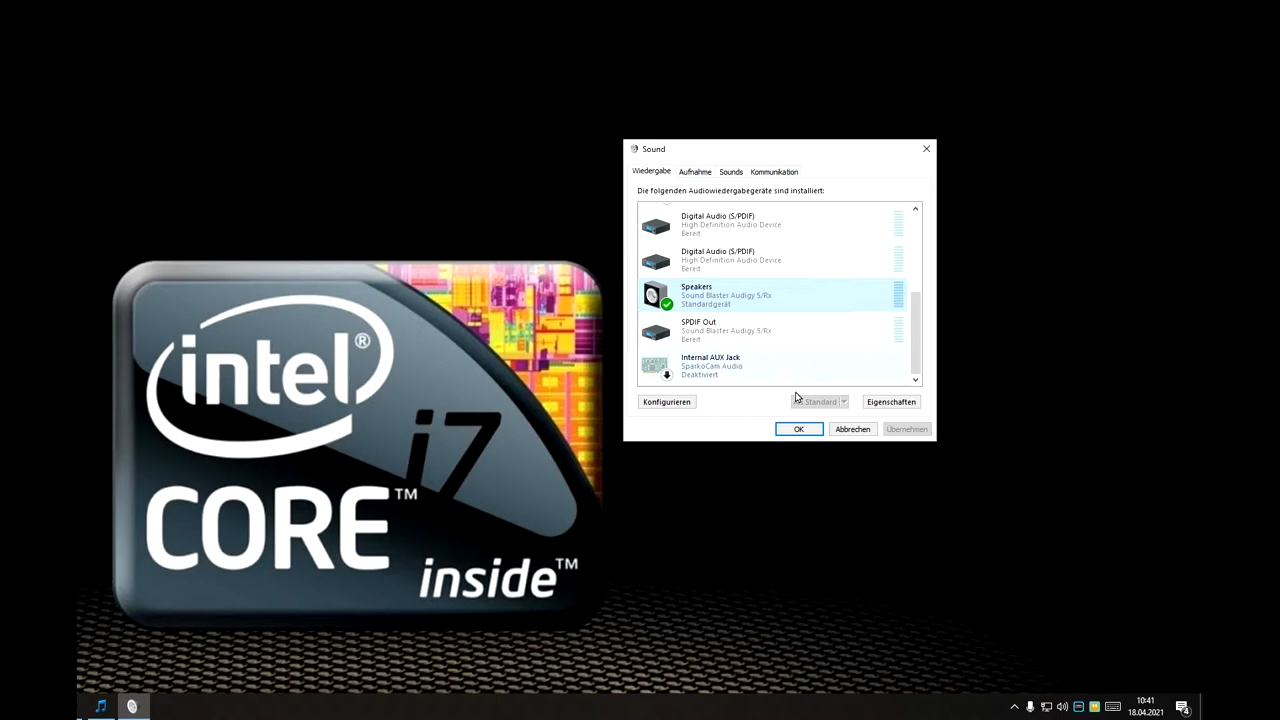 Sound
Wiedergabe Aufnahme Sounds Kommunikation
Die folgenden Audiowiedergabegeräte sind installiert:
Digital Audio (S/PDIF)
High Definition Audio Device
Bereit
Digital Audio (S/PDIF)
High Definition Audio Device
Bereit
Speakers
Sound Blaster Audigy 5/Rx
Standardgerät
SPDIF Out
Sound Blaster Audigy 5/Rx
Bereit
Internal AUX Jack
SparkoCam Audio
Deaktiviert
Konfigurieren Standard Eigenschaften
OK Abbrechen Übernehmen
intel®
i7
CORE™
inside™
10:41
18.04.2021
4